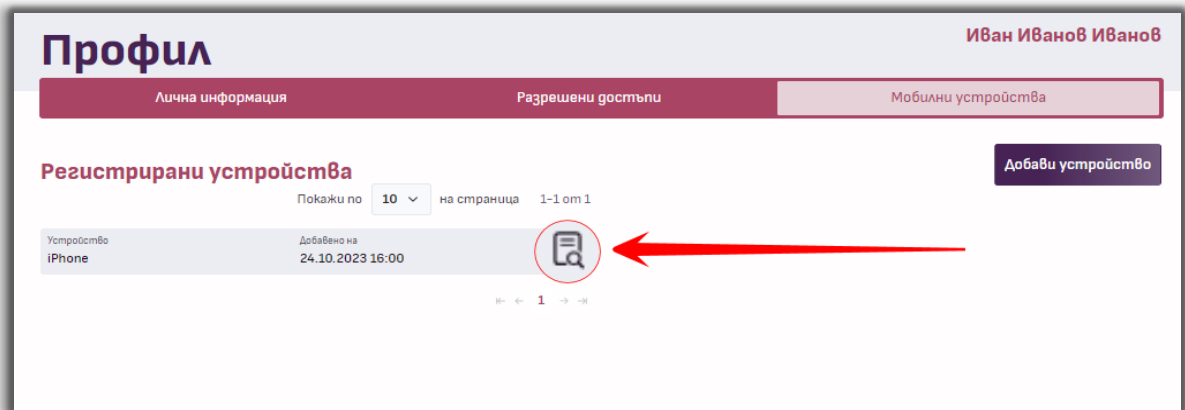 Иван Иванов Иванов
Профил
Лична информация Разрешени достъпи Мобилни устройства
Добави устройство
Регистрирани устройства
Покажи по 10 на страница 1-1 от 1
Устройство Добавено на
iPhone 24.10.2023 16:00
1